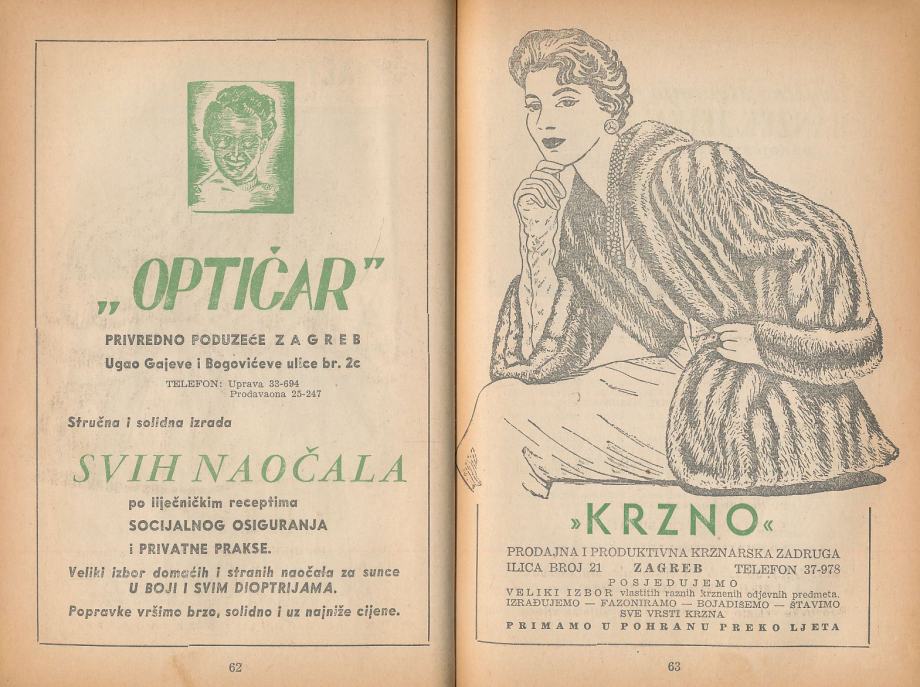 „OPTIČAR”
PRIVREDNO PODUZEĆE ZAGREB
Ugao Gajeve i Bogovićeve ulice br. 2c
TELEFON: Uprava 33-694
Prodavaona 25-247
Stručna i solidna izrada
SVIH NAOČALA
po liječničkim receptima
SOCIJALNOG OSIGURANJA
i PRIVATNE PRAKSE.
Veliki izbor domaćih i stranih naočala za sunce
U BOJI I SVIM DIOPTRIJAMA.
Popravke vršimo brzo, solidno i uz najniže cijene.
62
»KRZNO«
PRODAJNA I PRODUKTIVNA KRZNARSKA ZADRUGA
ILICA BROJ 21 ZAGREB TELEFON 37-978
POSJEDUJEMO
VELIKI IZBOR vlastitih raznih krznenih odjevnih predmeta.
IZRAĐUJEMO — FAZONIRAMO — BOJADIŠEMO — ŠTAVIMO
SVE VRSTI KRZNA
PRIMAMO U POHRANU PREKO LJETA
63